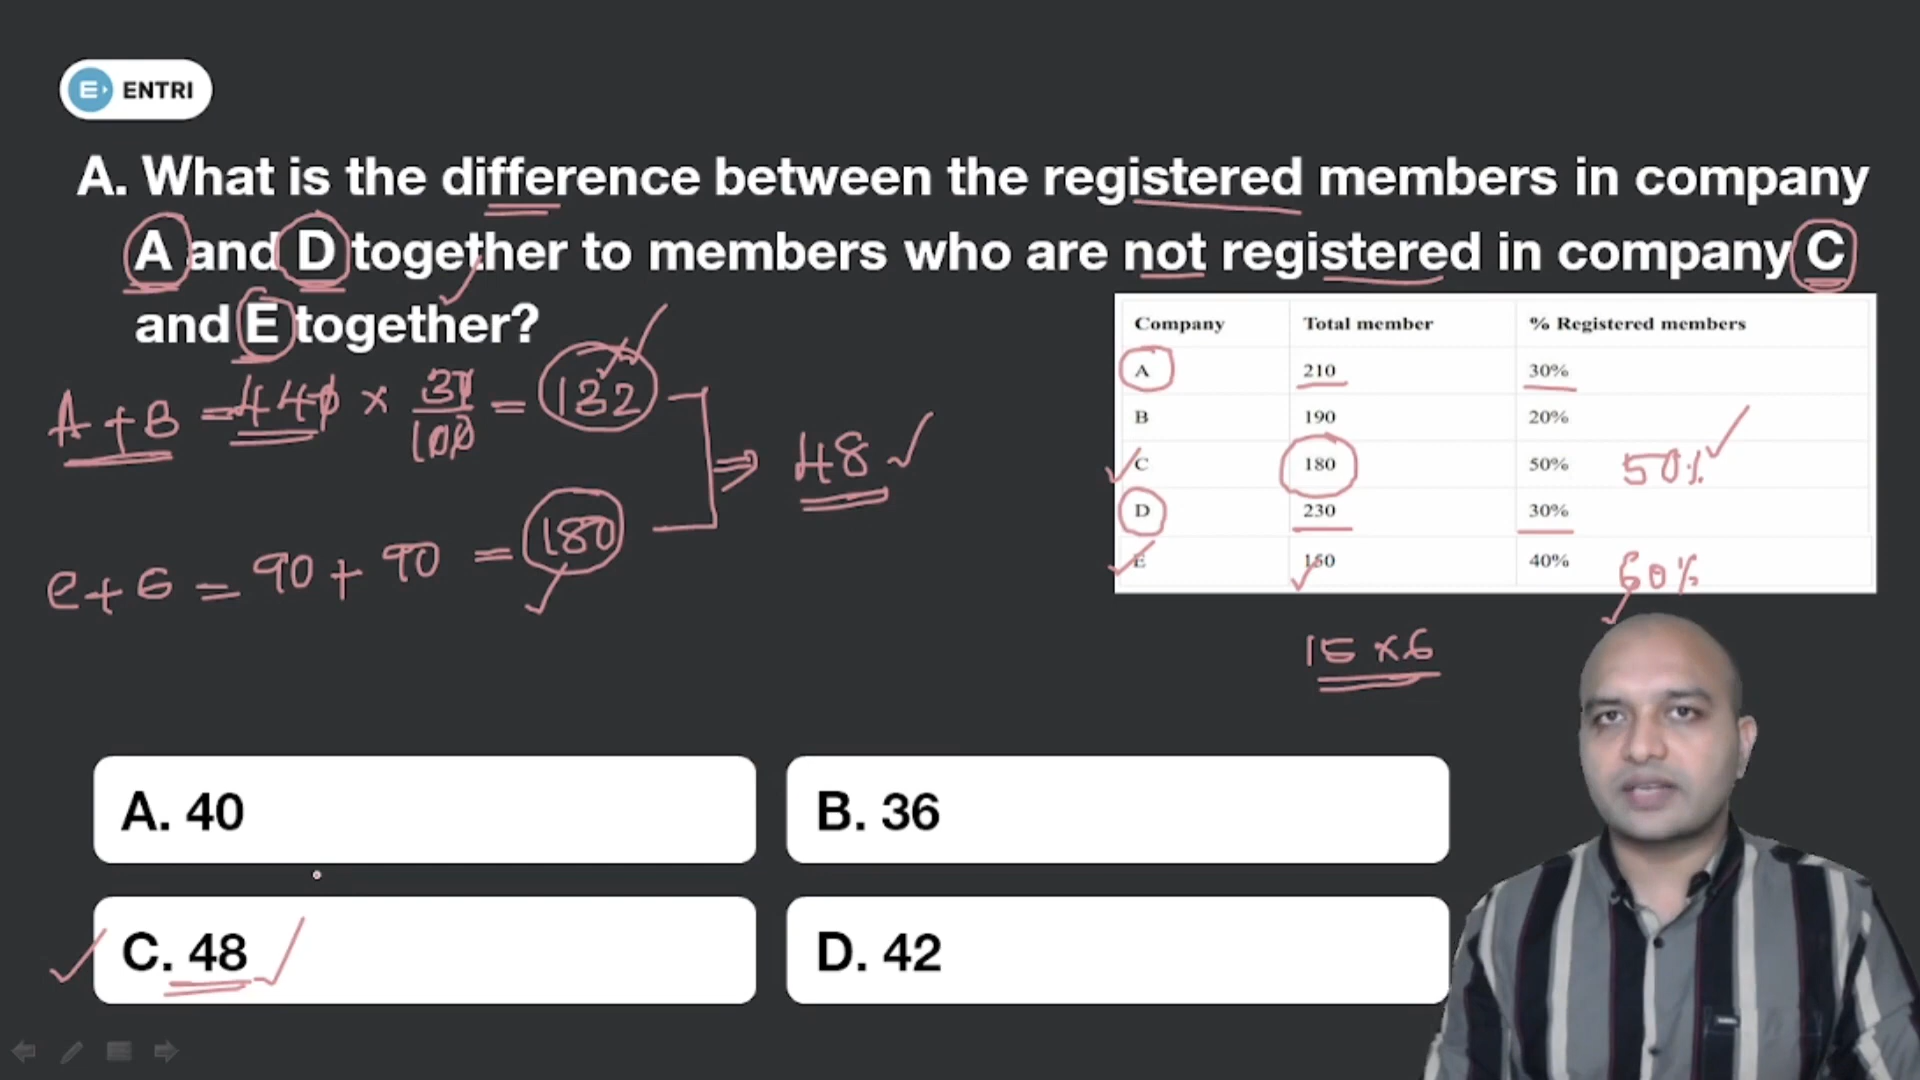 E ENTRI
A. What is the difference between the registered members in company
A and D together to members who are not registered in company C
and E together?
A + B = 440 × 30/100 = 132
⇒ 48 ✓
e + 6 = 90 + 90 = 180
Company Total member % Registered members
A 210 30%
B 190 20%
C 180 50% 50%
D 230 30%
E 150 40% 60%
15 × 6
A. 40
B. 36
C. 48
D. 42